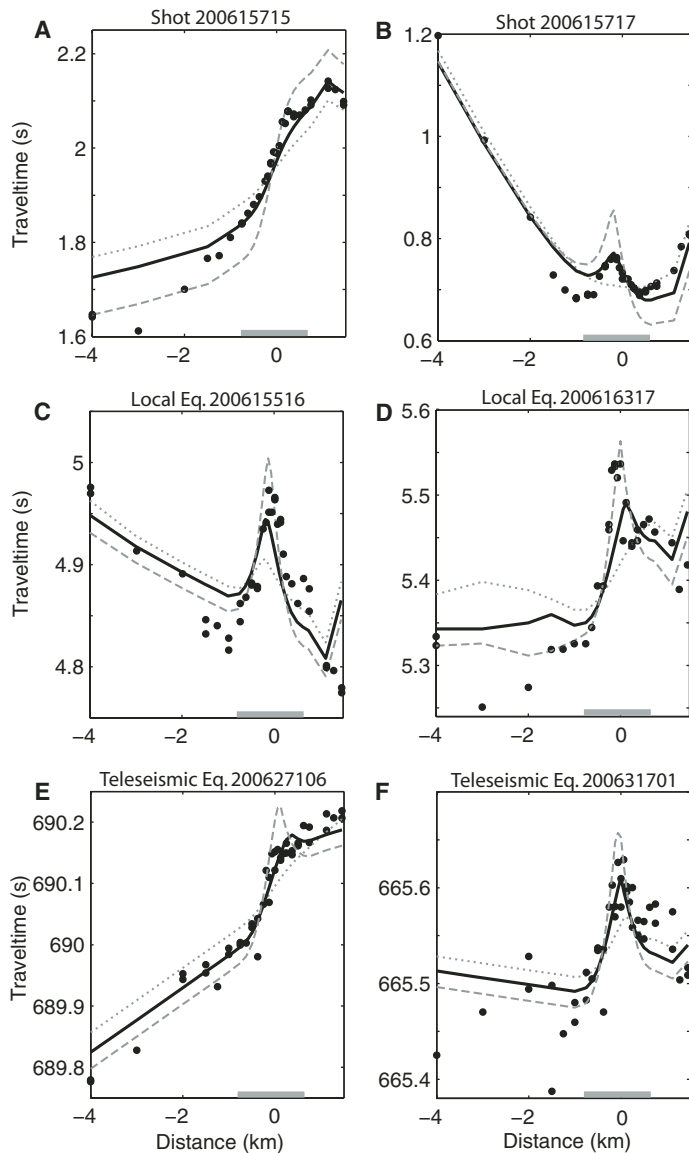 A
Shot 200615715
Traveltime (s)
2.2
2
1.8
1.6
−4
−2
0
B
Shot 200615717
1.2
1
0.8
0.6
−4
−2
0
C
Local Eq. 200615516
Traveltime (s)
5
4.9
4.8
−4
−2
0
D
Local Eq. 200616317
5.6
5.5
5.4
5.3
−4
−2
0
E
Teleseismic Eq. 200627106
Traveltime (s)
690.2
690.1
690
689.9
689.8
−4
−2
0
Distance (km)
F
Teleseismic Eq. 200631701
665.6
665.5
665.4
−4
−2
0
Distance (km)